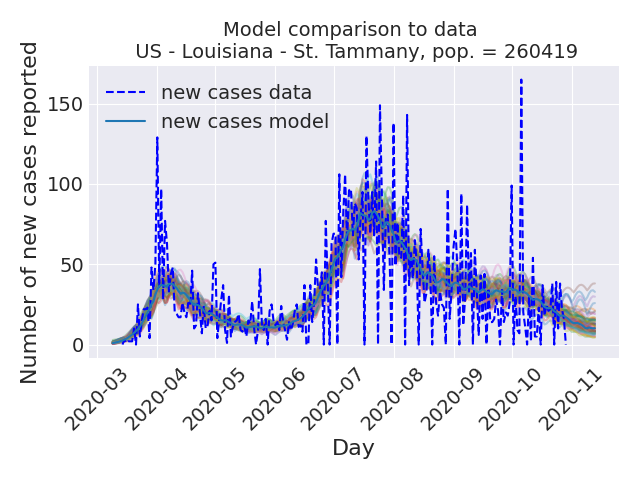 Model comparison to data
US - Louisiana - St. Tammany, pop. = 260419
Number of new cases reported
150
100
50
0
new cases data
new cases model
2020-03
2020-04
2020-05
2020-06
2020-07
2020-08
2020-09
2020-10
2020-11
Day